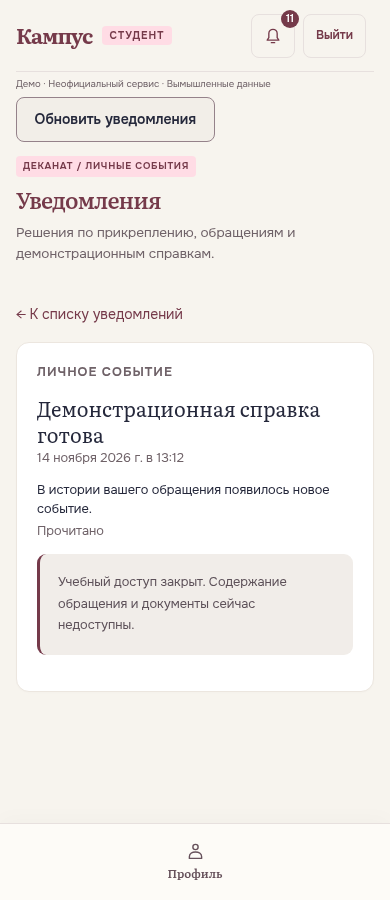 Кампус СТУДЕНТ 11 Выйти
Демо · Неофициальный сервис · Вымышленные данные
Обновить уведомления
ДЕКАНАТ / ЛИЧНЫЕ СОБЫТИЯ
Уведомления
Решения по прикреплению, обращениям и
демонстрационным справкам.
← К списку уведомлений
ЛИЧНОЕ СОБЫТИЕ
Демонстрационная справка
готова
14 ноября 2026 г. в 13:12
В истории вашего обращения появилось новое
событие.
Прочитано
Учебный доступ закрыт. Содержание
обращения и документы сейчас
недоступны.
Профиль